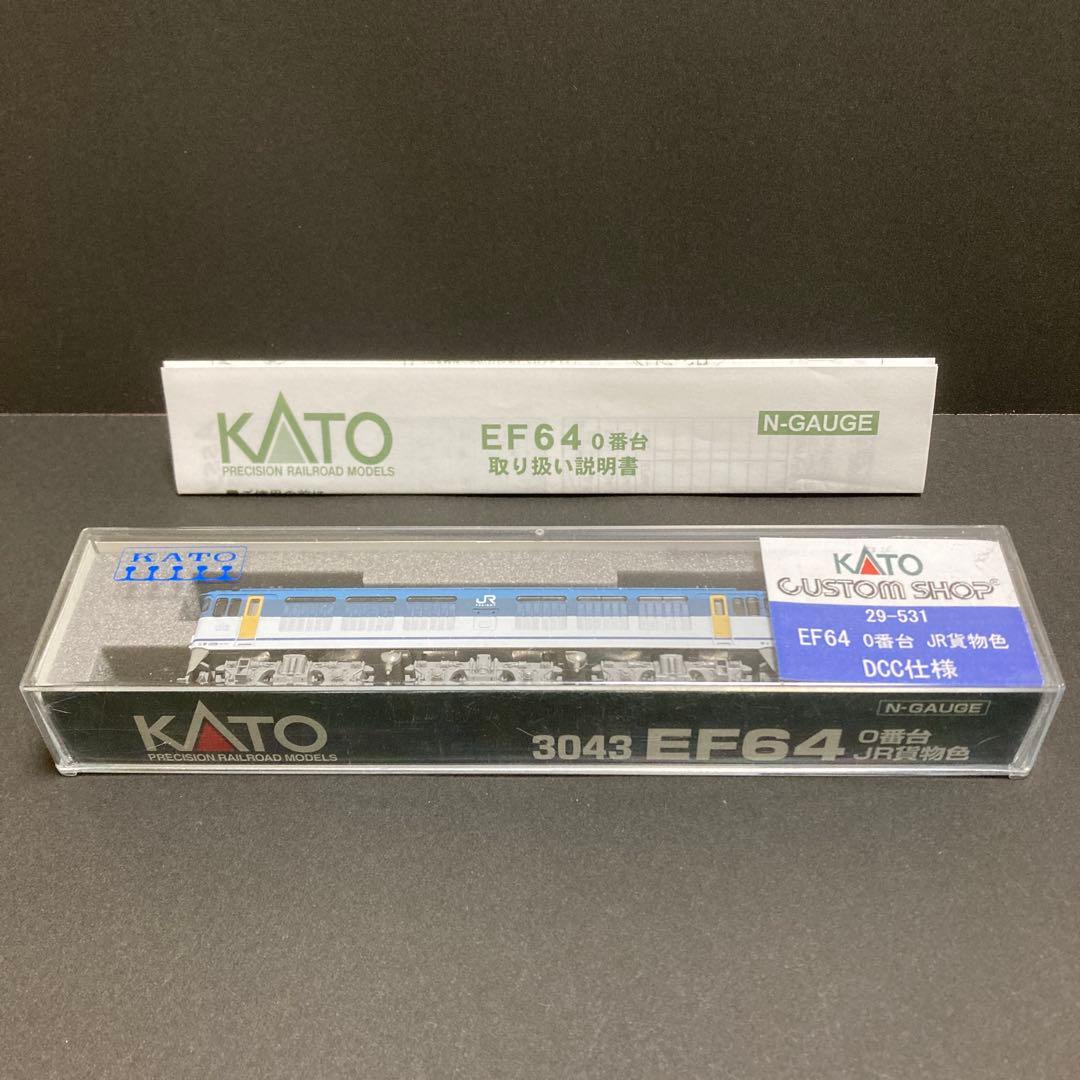 KATO
PRECISION RAILROAD MODELS
EF64 0番台
取り扱い説明書
N-GAUGE
KATO
JR
FREIGHT
KATO
CUSTOM SHOP
29-531
EF64 0番台 JR貨物色
DCC仕様
KATO
PRECISION RAILROAD MODELS
3043 EF64 0番台
JR貨物色
N-GAUGE